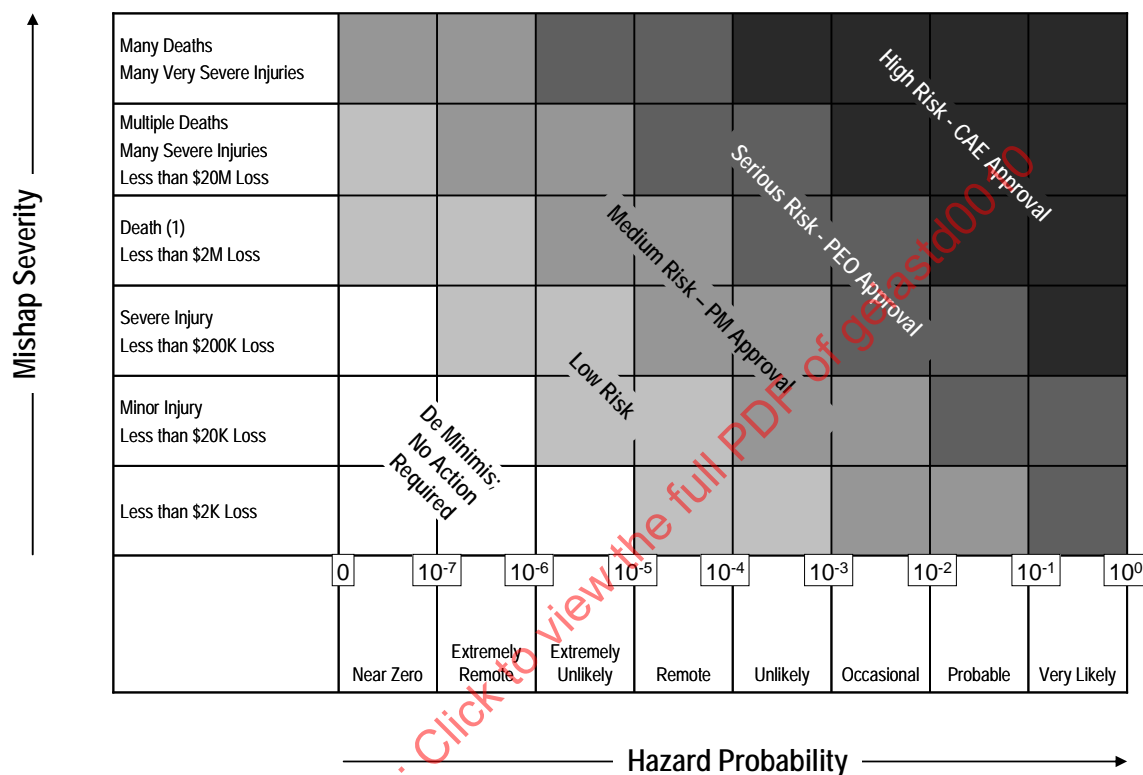 Many Deaths
Many Very Severe Injuries
High Risk - CAE Approval
Multiple Deaths
Many Severe Injuries
Less than $20M Loss
Serious Risk - PEO Approval
Death (1)
Less than $2M Loss
Medium Risk – PM Approval
Severe Injury
Less than $200K Loss
Low Risk
Minor Injury
Less than $20K Loss
De Minimis;
No Action
Required
Less than $2K Loss
Mishap Severity
0 10-7 10-6 10-5 10-4 10-3 10-2 10-1 100
Near Zero
Extremely
Remote
Extremely
Unlikely
Remote
Unlikely
Occasional
Probable
Very Likely
Hazard Probability
. Click to view the full PDF of geiastd0010